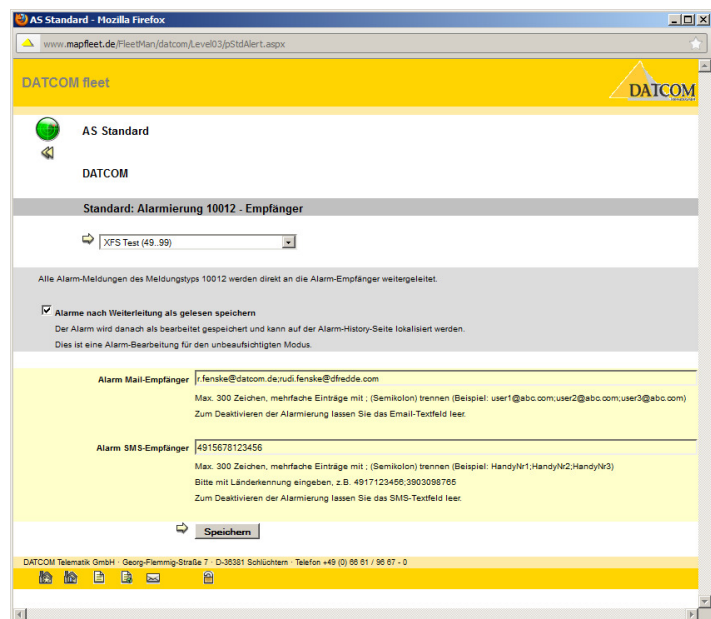 AS Standard - Mozilla Firefox
www.mapfleet.de/FleetMan/datcom/Level03/pStdAlert.aspx
DATCOM fleet
DATCOM
AS Standard
DATCOM
Standard: Alarmierung 10012 - Empfänger
XFS Test (49..99)
Alle Alarm-Meldungen des Meldungstyps 10012 werden direkt an die Alarm-Empfänger weitergeleitet.
Alarme nach Weiterleitung als gelesen speichern
Der Alarm wird danach als bearbeitet gespeichert und kann auf der Alarm-History-Seite lokalisiert werden.
Dies ist eine Alarm-Bearbeitung für den unbeaufsichtigten Modus.
Alarm Mail-Empfänger r.fenske@datcom.de;rudi.fenske@dfredde.com
Max. 300 Zeichen, mehrfache Einträge mit ; (Semikolon) trennen (Beispiel: user1@abc.com;user2@abc.com;user3@abc.com)
Zum Deaktivieren der Alarmierung lassen Sie das Email-Textfeld leer.
Alarm SMS-Empfänger 4915678123456
Max. 300 Zeichen, mehrfache Einträge mit ; (Semikolon) trennen (Beispiel: HandyNr1;HandyNr2;HandyNr3)
Bitte mit Länderkennung eingeben, z.B. 4917123456;3903098765
Zum Deaktivieren der Alarmierung lassen Sie das SMS-Textfeld leer.
Speichern
DATCOM Telematik GmbH · Georg-Flemmig-Straße 7 · D-36381 Schlüchtern · Telefon +49 (0) 66 61 / 96 67 - 0